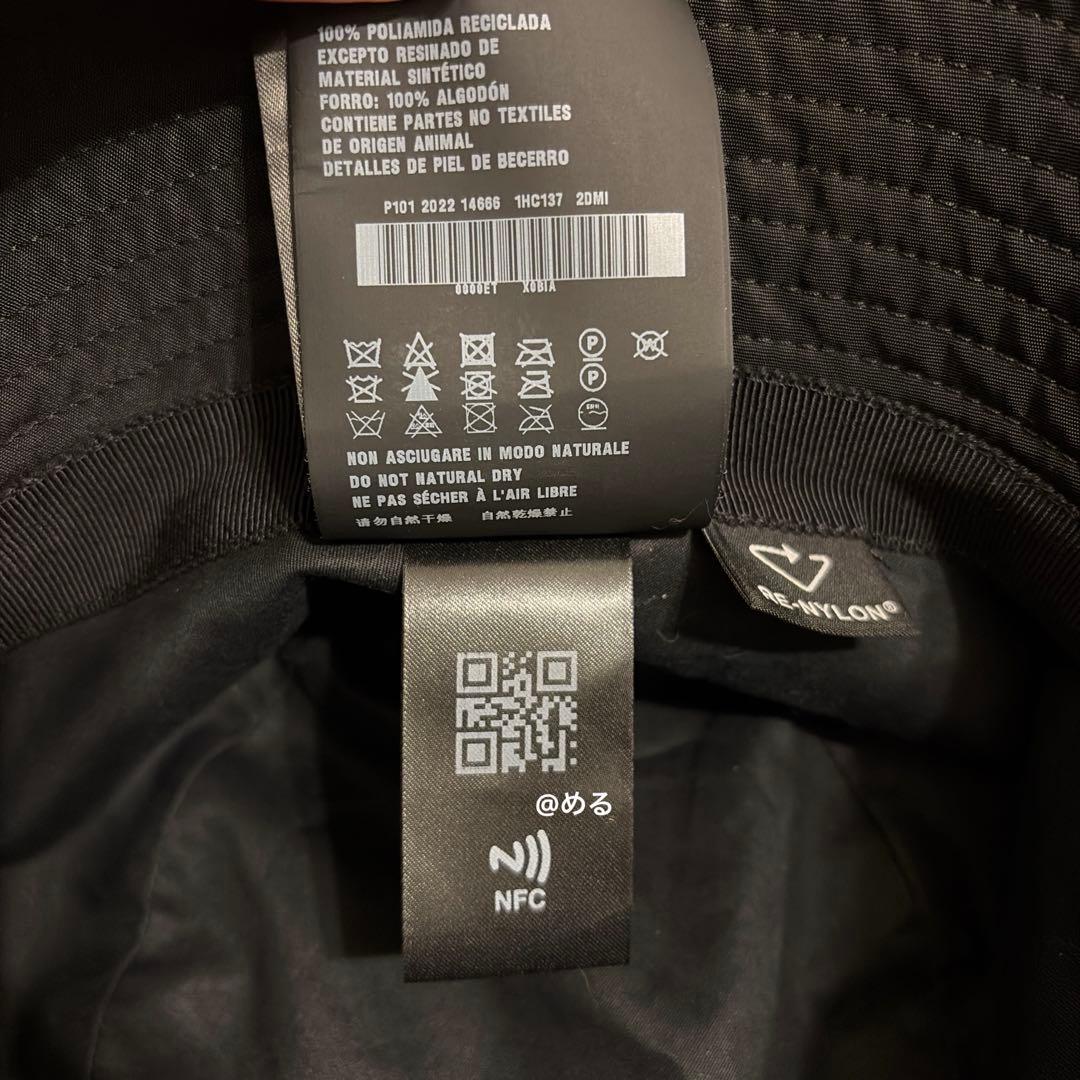 100% POLIAMIDA RECICLADA
EXCEPTO RESINADO DE
MATERIAL SINTÉTICO
FORRO: 100% ALGODÓN
CONTIENE PARTES NO TEXTILES
DE ORIGEN ANIMAL
DETALLES DE PIEL DE BECERRO
P101 2022 14666 1HC137 2DMI
X0BIA
P W
P
NON ASCIUGARE IN MODO NATURALE
DO NOT NATURAL DRY
NE PAS SÉCHER À L'AIR LIBRE
请勿自然干燥 自然乾燥禁止
RE-NYLON®
@める
NFC